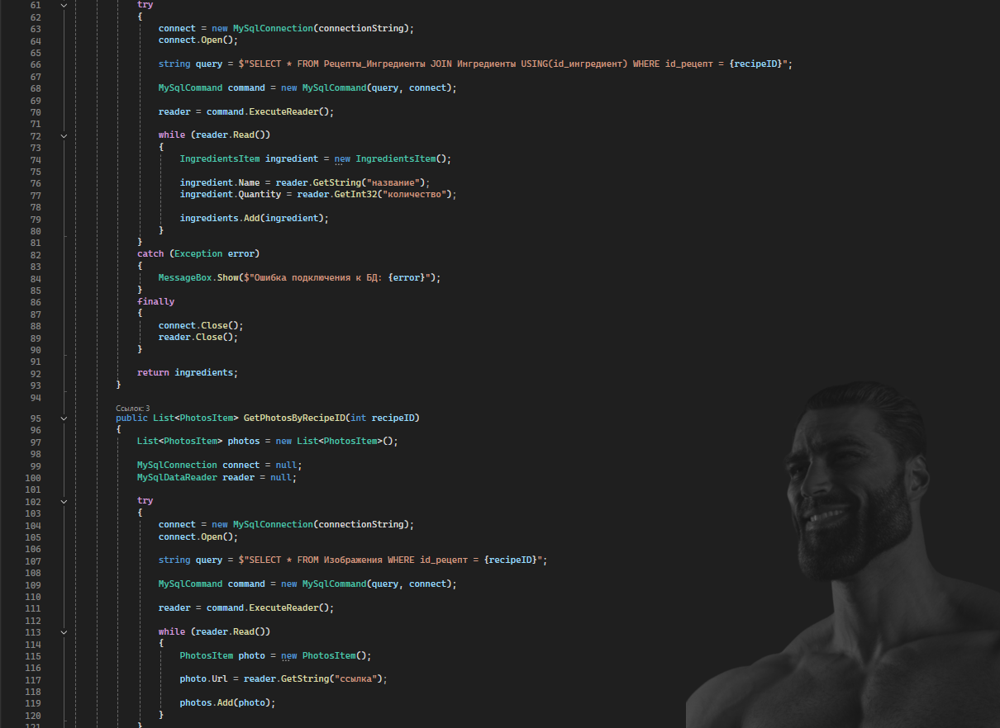 61 try
62 {
63 connect = new MySqlConnection(connectionString);
64 connect.Open();
65
66 string query = $"SELECT * FROM Рецепты_Ингредиенты JOIN Ингредиенты USING(id_ингредиент) WHERE id_рецепт = {recipeID}";
67
68 MySqlCommand command = new MySqlCommand(query, connect);
69
70 reader = command.ExecuteReader();
71
72 while (reader.Read())
73 {
74 IngredientsItem ingredient = new IngredientsItem();
75
76 ingredient.Name = reader.GetString("название");
77 ingredient.Quantity = reader.GetInt32("количество");
78
79 ingredients.Add(ingredient);
80 }
81 }
82 catch (Exception error)
83 {
84 MessageBox.Show($"Ошибка подключения к БД: {error}");
85 }
86 finally
87 {
88 connect.Close();
89 reader.Close();
90 }
91
92 return ingredients;
93 }
94
Ссылок: 3
95 public List<PhotosItem> GetPhotosByRecipeID(int recipeID)
96 {
97 List<PhotosItem> photos = new List<PhotosItem>();
98
99 MySqlConnection connect = null;
100 MySqlDataReader reader = null;
101
102 try
103 {
104 connect = new MySqlConnection(connectionString);
105 connect.Open();
106
107 string query = $"SELECT * FROM Изображения WHERE id_рецепт = {recipeID}";
108
109 MySqlCommand command = new MySqlCommand(query, connect);
110
111 reader = command.ExecuteReader();
112
113 while (reader.Read())
114 {
115 PhotosItem photo = new PhotosItem();
116
117 photo.Url = reader.GetString("ссылка");
118
119 photos.Add(photo);
120 }
121 }